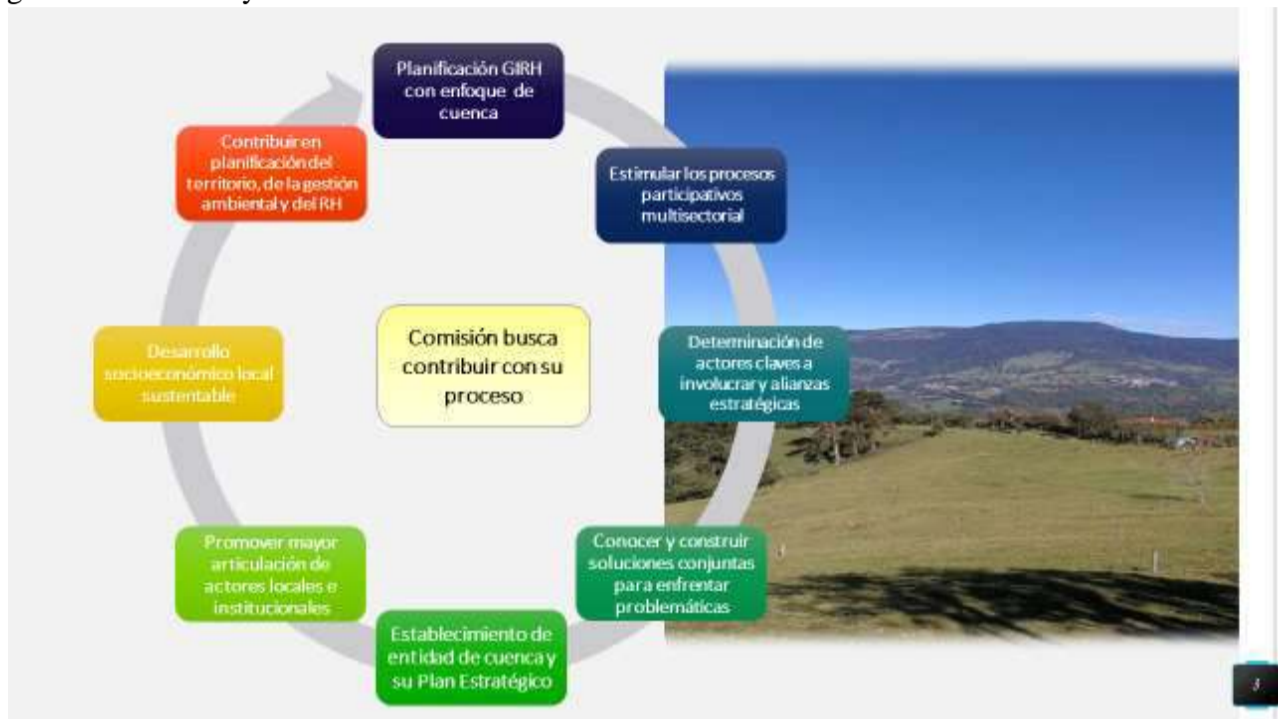 Planificación GIRH
con enfoque de
cuenca
Estimular los procesos
participativos
multisectorial
Determinación de
actores claves a
involucrar y alianzas
estratégicas
Conocer y construir
soluciones conjuntas
para enfrentar
problemáticas
Establecimiento de
entidad de cuenca y
su Plan Estratégico
Promover mayor
articulación de
actores locales e
institucionales
Desarrollo
socioeconómico local
sustentable
Contribuir en
planificación del
territorio, de la gestión
ambiental y del RH
Comisión busca
contribuir con su
proceso
3